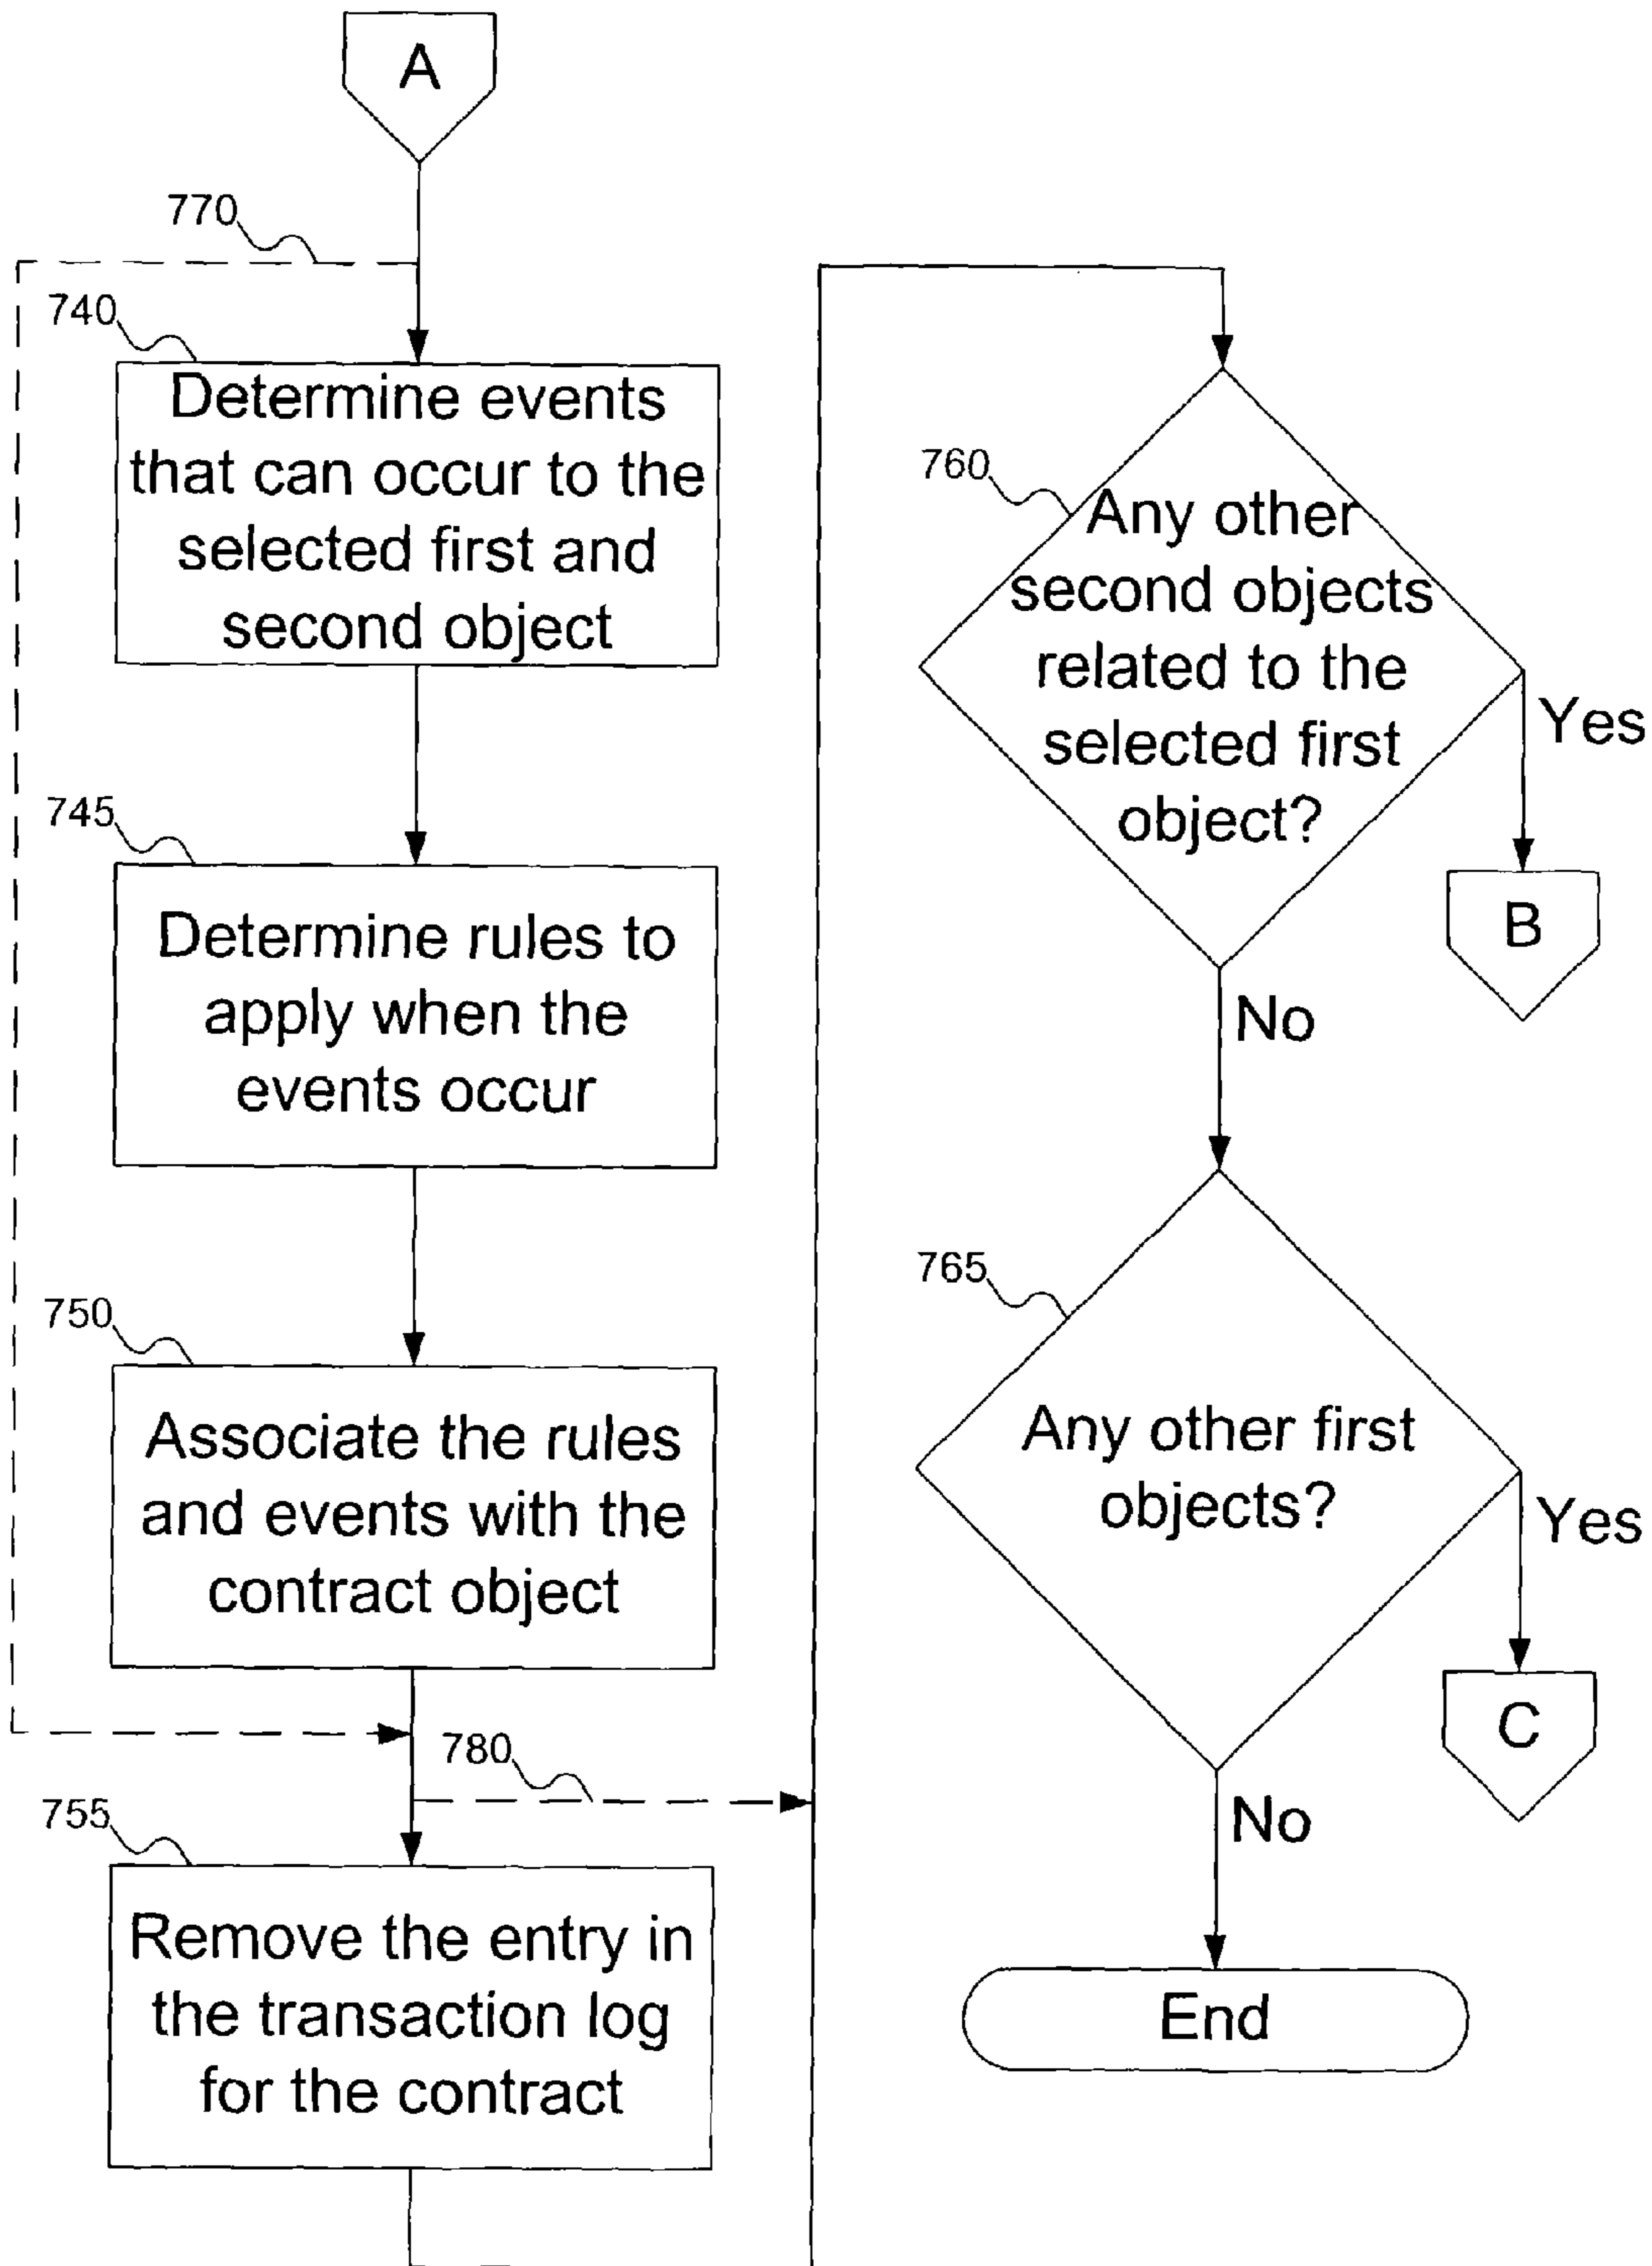 A
770
740
Determine events
that can occur to the
selected first and
second object
745
Determine rules to
apply when the
events occur
750
Associate the rules
and events with the
contract object
780
755
Remove the entry in
the transaction log
for the contract
760
Any other
second objects
related to the
selected first
object?
Yes
B
No
765
Any other first
objects?
Yes
C
No
End